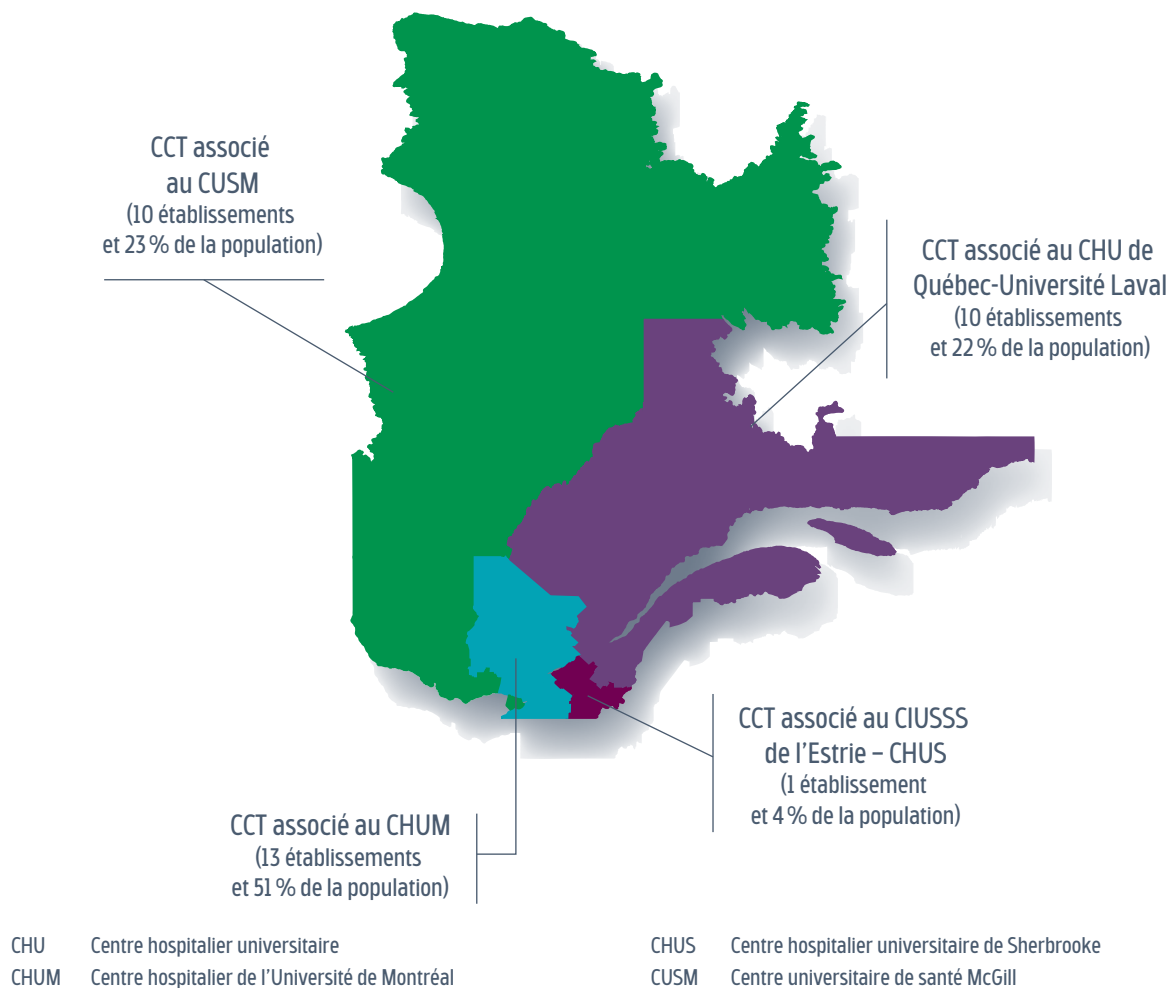 CCT associé
au CUSM
(10 établissements
et 23 % de la population)
CCT associé au CHU de
Québec-Université Laval
(10 établissements
et 22 % de la population)
CCT associé au CIUSSS
de l’Estrie – CHUS
(1 établissement
et 4 % de la population)
CCT associé au CHUM
(13 établissements
et 51 % de la population)
CHU Centre hospitalier universitaire
CHUM Centre hospitalier de l’Université de Montréal
CHUS Centre hospitalier universitaire de Sherbrooke
CUSM Centre universitaire de santé McGill